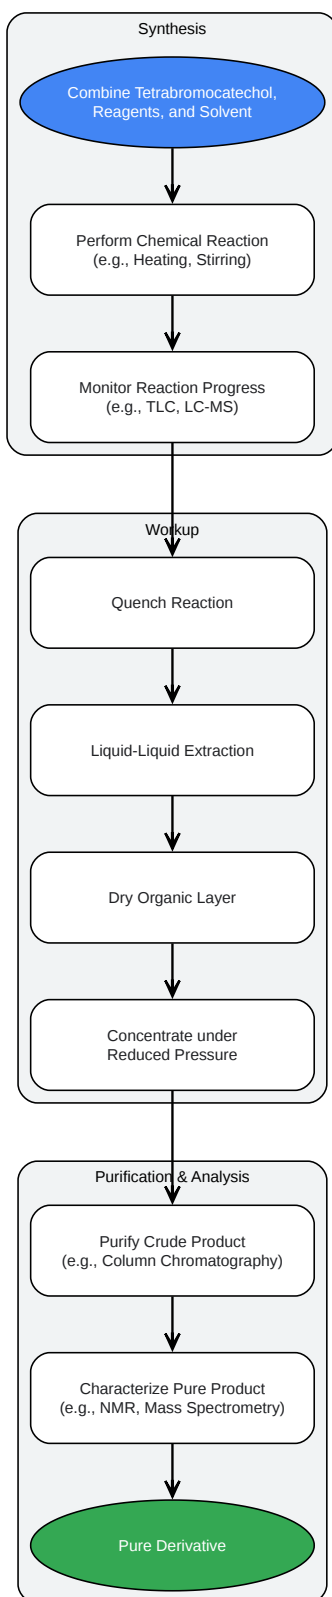 Synthesis
Combine Tetrabromocatechol,
Reagents, and Solvent
Perform Chemical Reaction
(e.g., Heating, Stirring)
Monitor Reaction Progress
(e.g., TLC, LC-MS)
Workup
Quench Reaction
Liquid-Liquid Extraction
Dry Organic Layer
Concentrate under
Reduced Pressure
Purification & Analysis
Purify Crude Product
(e.g., Column Chromatography)
Characterize Pure Product
(e.g., NMR, Mass Spectrometry)
Pure Derivative